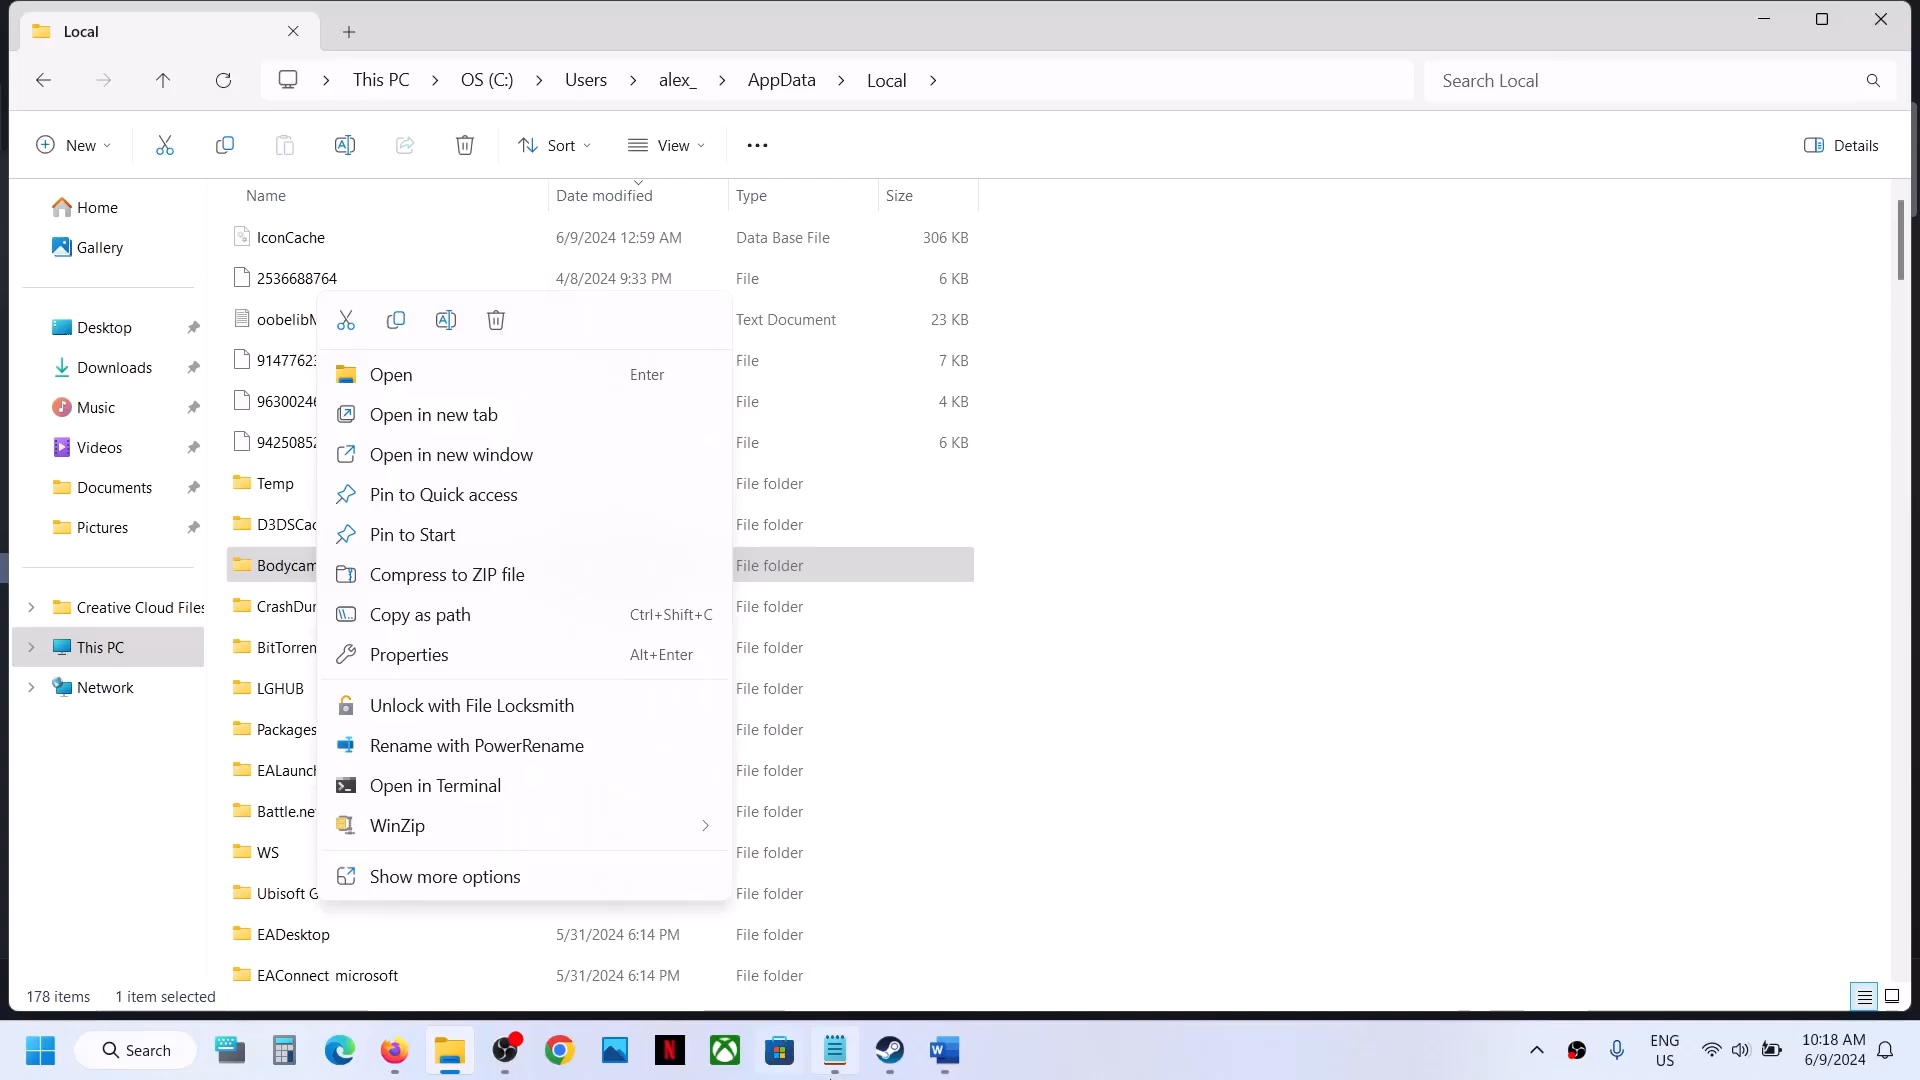 Local
This PC
OS (C:)
Users
alex_
AppData
Local
Search Local
New
Sort
View
Details
Name
Date modified
Type
Size
Home
Gallery
Desktop
Downloads
Music
Videos
Documents
Pictures
Creative Cloud Files
This PC
Network
IconCache 6/9/2024 12:59 AM Data Base File 306 KB
2536688764 4/8/2024 9:33 PM File 6 KB
oobelibM Text Document 23 KB
9147762 File 7 KB
9630024 File 4 KB
9425085 File 6 KB
Temp File folder
D3DSCac File folder
Bodycam File folder
CrashDu File folder
BitTorren File folder
LGHUB File folder
Packages File folder
EALaunch File folder
Battle.ne File folder
WS File folder
Ubisoft G File folder
EADesktop 5/31/2024 6:14 PM File folder
EAConnect_microsoft 5/31/2024 6:14 PM File folder
Open Enter
Open in new tab
Open in new window
Pin to Quick access
Pin to Start
Compress to ZIP file
Copy as path Ctrl+Shift+C
Properties Alt+Enter
Unlock with File Locksmith
Rename with PowerRename
Open in Terminal
WinZip
Show more options
178 items 1 item selected
Search
ENG
US
10:18 AM
6/9/2024